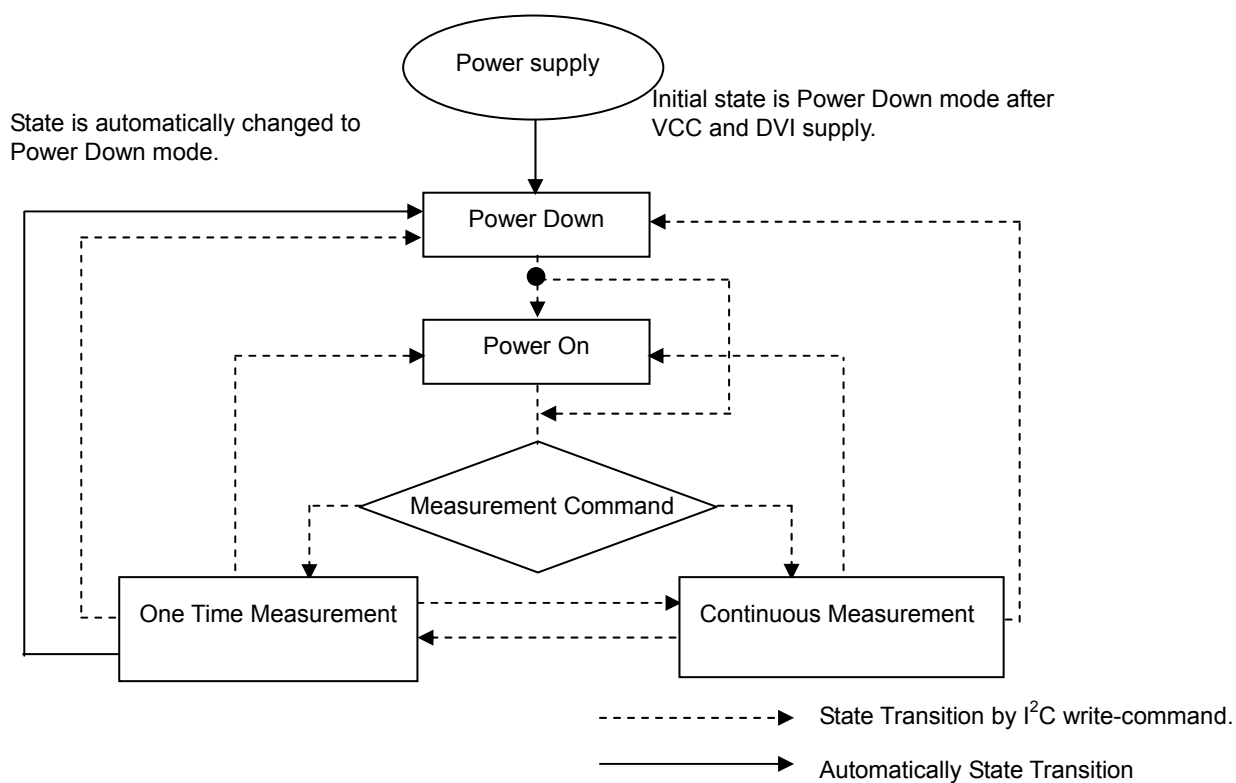 Power supply
Initial state is Power Down mode after
VCC and DVI supply.
State is automatically changed to
Power Down mode.
Power Down
Power On
Measurement Command
One Time Measurement
Continuous Measurement
State Transition by I²C write-command.
Automatically State Transition